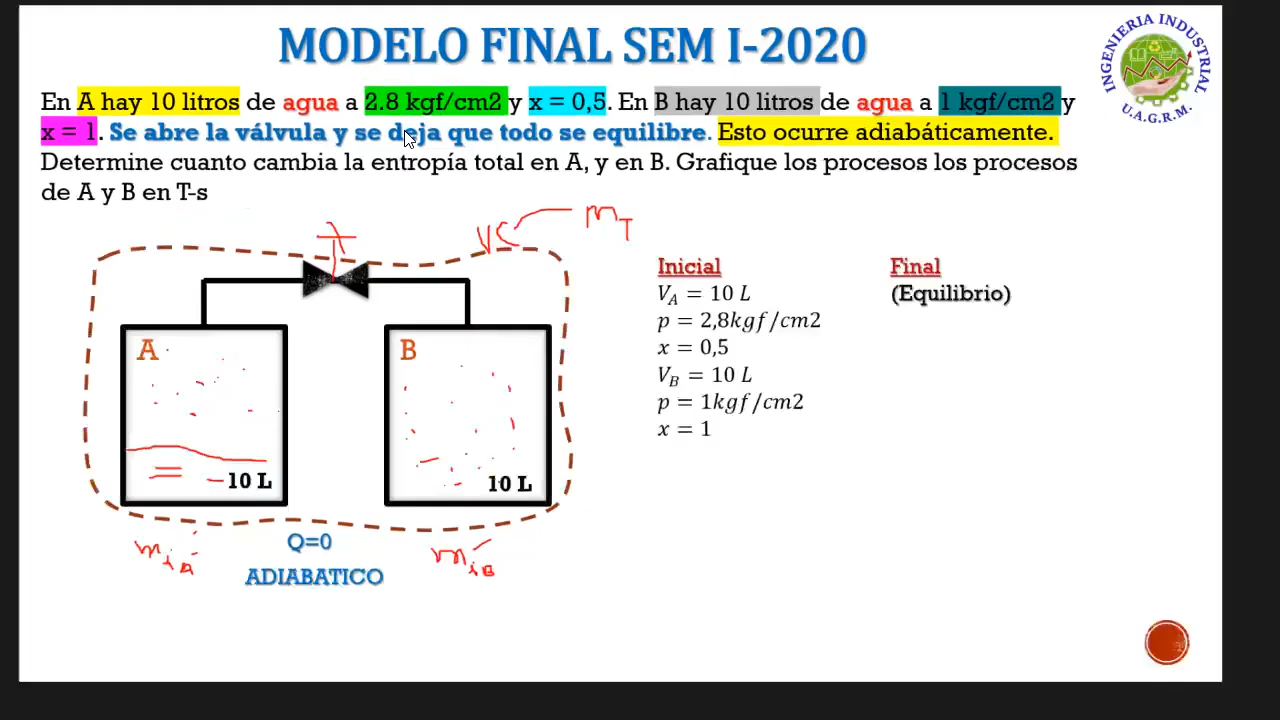 MODELO FINAL SEM I-2020
INGENIERIA INDUSTRIAL
U.A.G.R.M.
En A hay 10 litros de agua a 2.8 kgf/cm2 y x = 0,5. En B hay 10 litros de agua a 1 kgf/cm2 y
x = 1. Se abre la válvula y se deja que todo se equilibre. Esto ocurre adiabáticamente.
Determine cuanto cambia la entropía total en A, y en B. Grafique los procesos los procesos
de A y B en T-s
VC
m_T
A
B
10 L
10 L
m_iA
m_iB
Q=0
ADIABATICO
Inicial
V_A = 10 L
p = 2,8kgf/cm2
x = 0,5
V_B = 10 L
p = 1kgf/cm2
x = 1
Final
(Equilibrio)